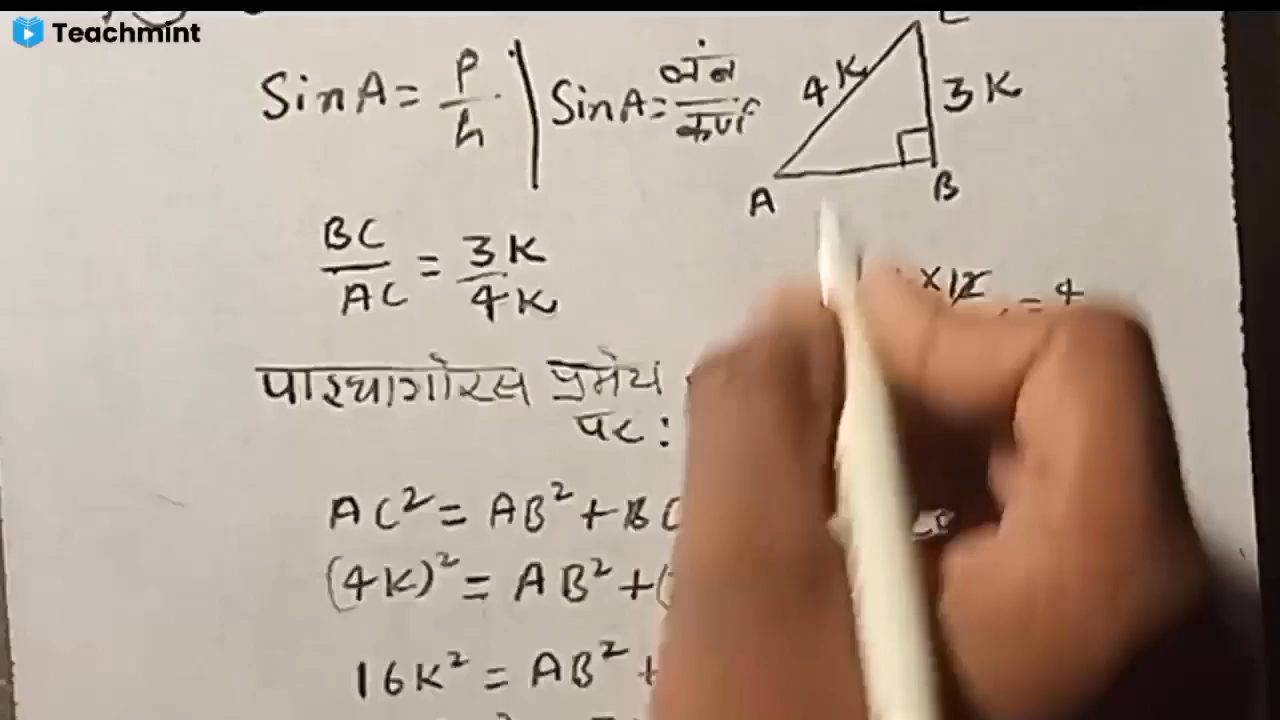 Teachmint
SinA = P/h | SinA = लंब/कर्ण
4K
3K
A
B
BC/AC = 3K/4K
पाइथागोरस प्रमेय
पर :
AC² = AB² + BC
(4K)² = AB² + (
16K² = AB² +